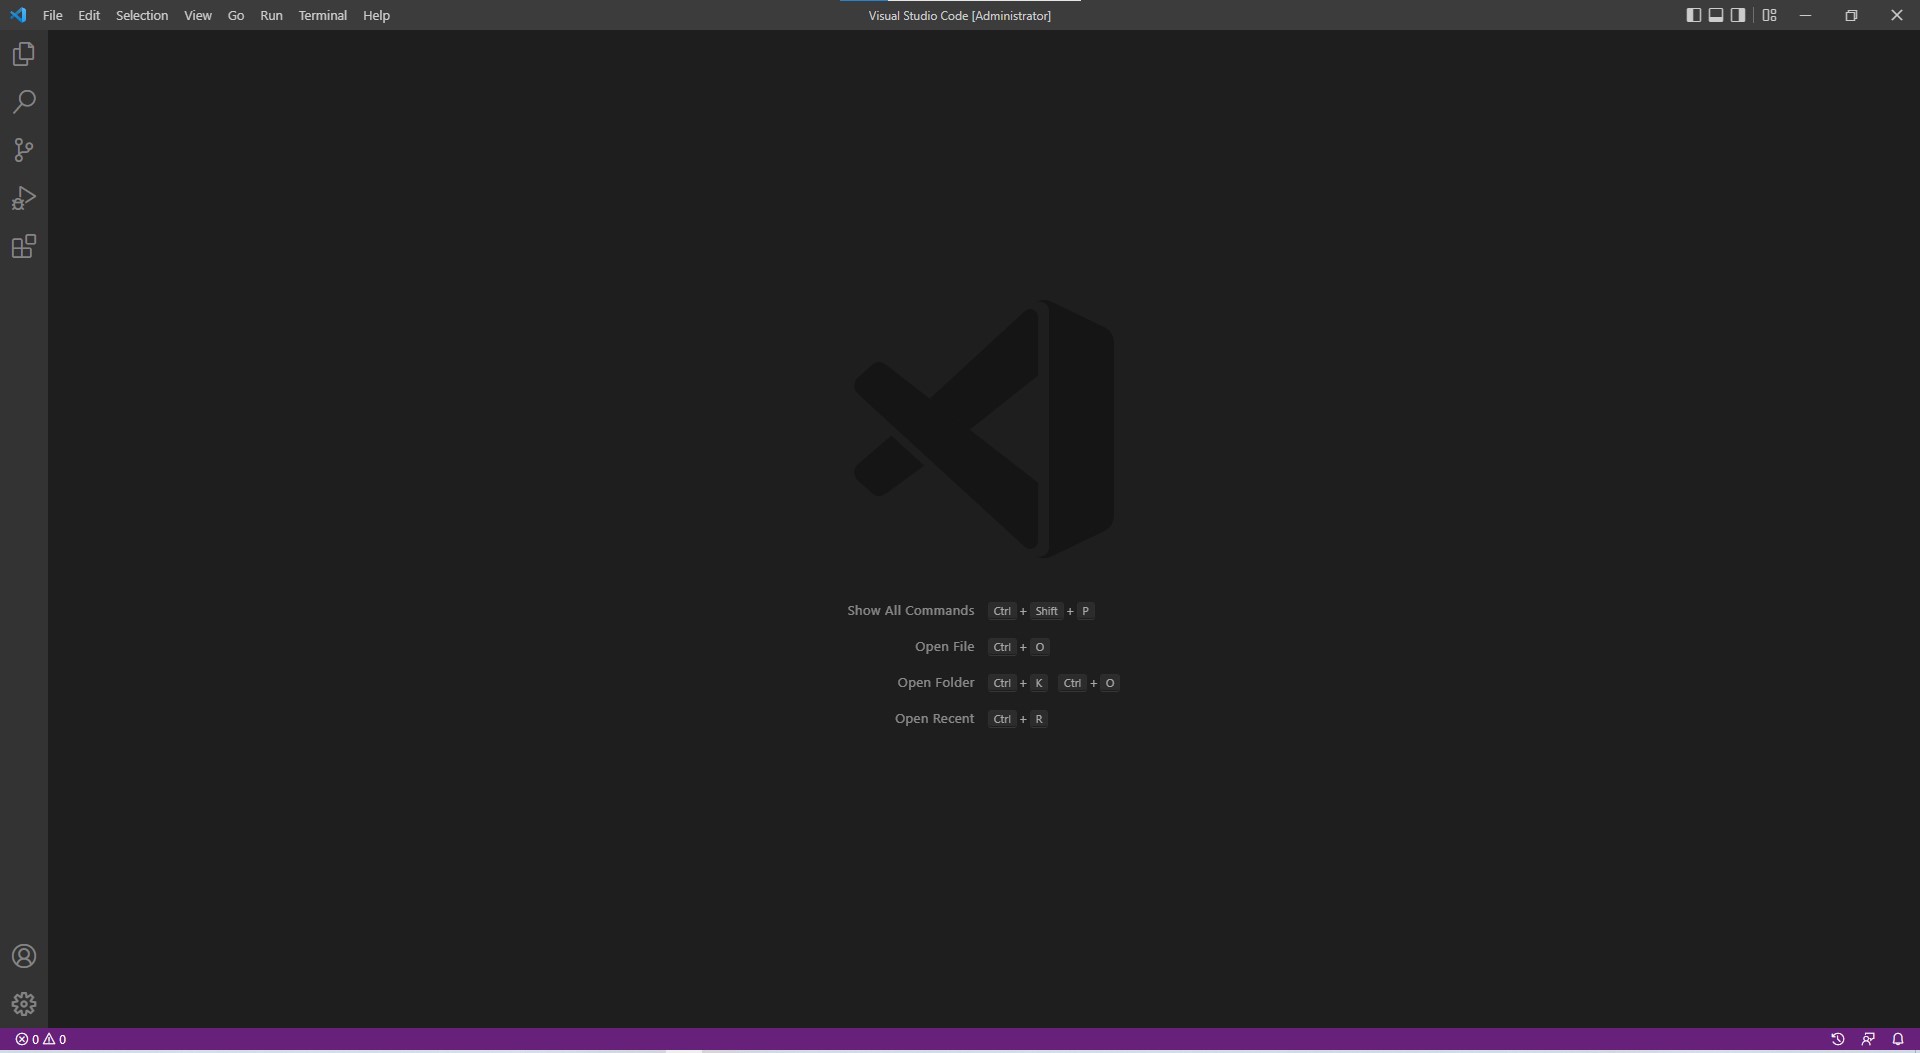 File Edit Selection View Go Run Terminal Help Visual Studio Code [Administrator]
Show All Commands Ctrl + Shift + P
Open File Ctrl + O
Open Folder Ctrl + K Ctrl + O
Open Recent Ctrl + R
0 0